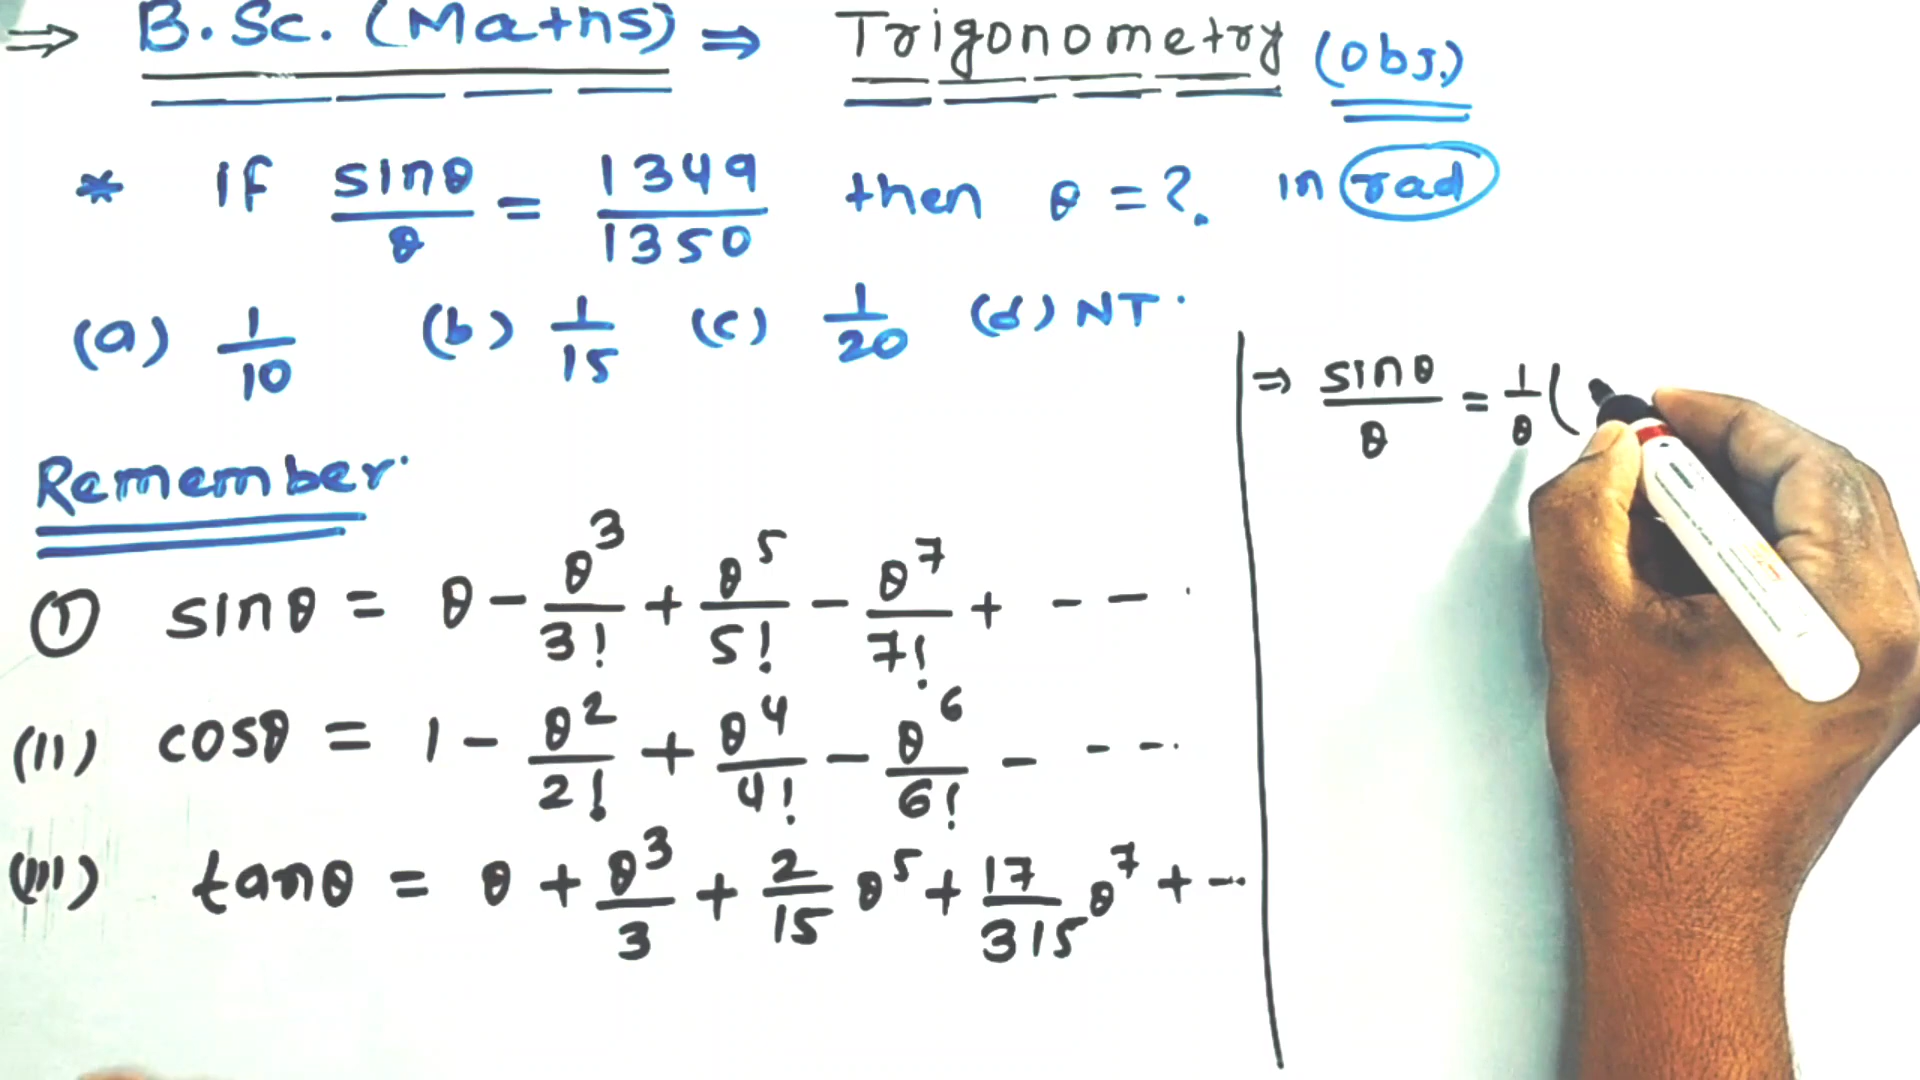 ⇒ B.Sc. (Maths) ⇒ Trigonometry (Obj.)
* If sinθ/θ = 1349/1350 then θ = ?. in rad
(a) 1/10 (b) 1/15 (c) 1/20 (d) NT.
⇒ sinθ/θ = 1/θ (
Remember.
① sinθ = θ - θ³/3! + θ⁵/5! - θ⁷/7! + - - .
(II) cosθ = 1 - θ²/2! + θ⁴/4! - θ⁶/6! - - - - .
(III) tanθ = θ + θ³/3 + 2/15 θ⁵ + 17/315 θ⁷ + - - .